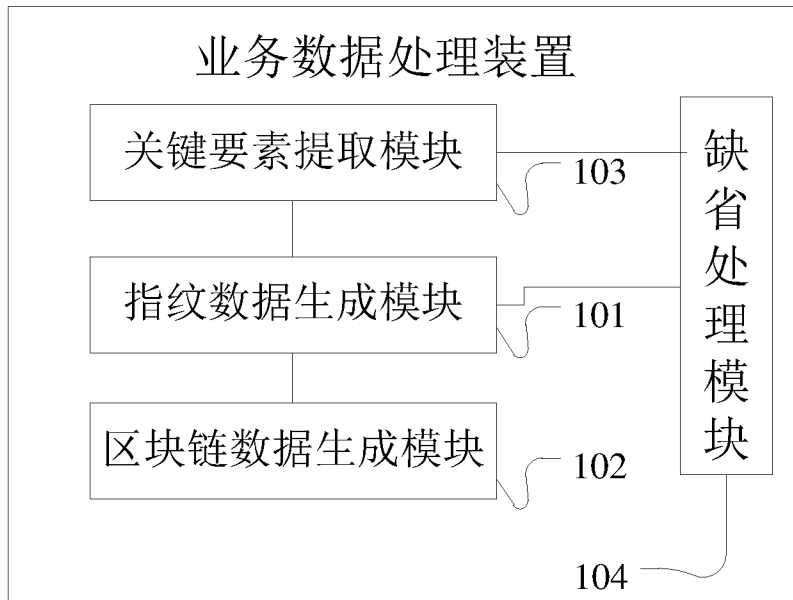 业务数据处理装置
关键要素提取模块
103
指纹数据生成模块
101
区块链数据生成模块
102
缺省处理模块
104